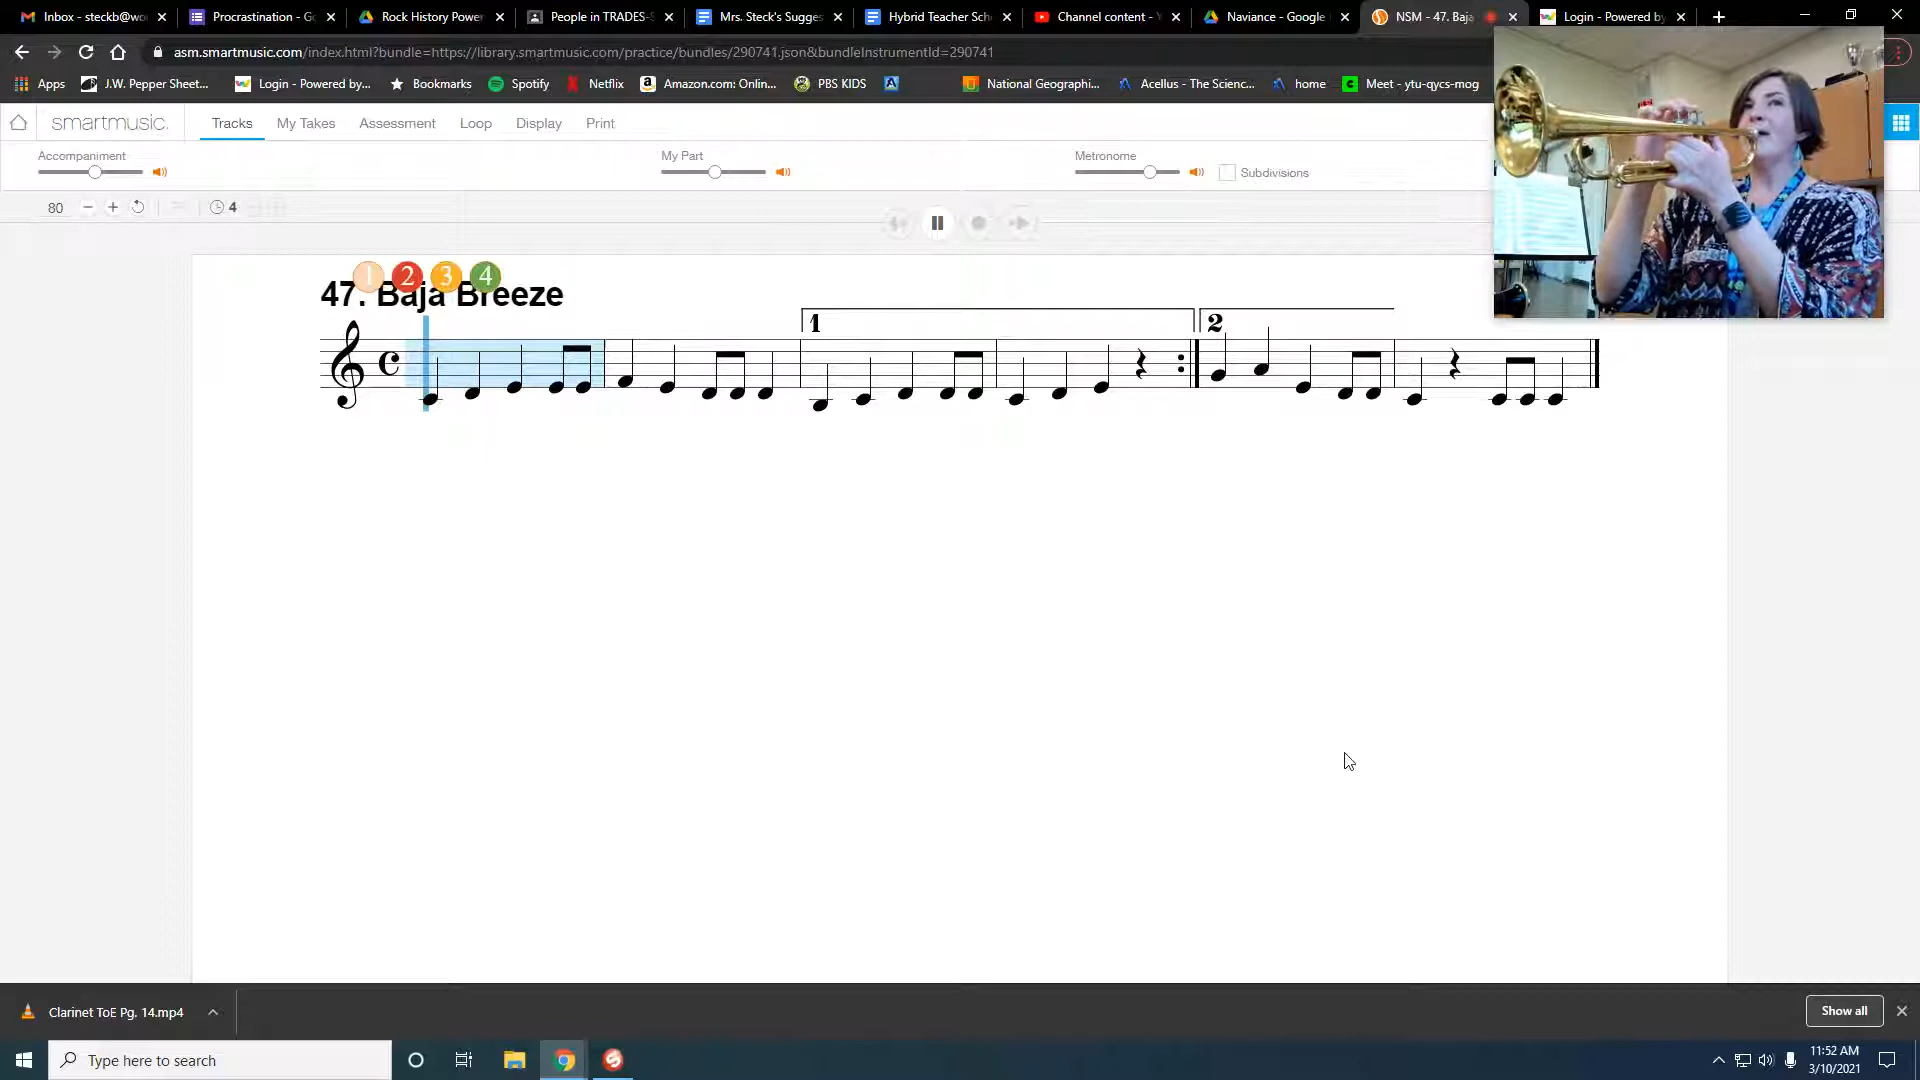 Inbox - steckb@wo
Procrastination - Go
Rock History Power
People in TRADES-S
Mrs. Steck's Sugges
Hybrid Teacher Sch
Channel content - Y
Naviance - Google
NSM - 47. Baja
Login - Powered by
asm.smartmusic.com/index.html?bundle=https://library.smartmusic.com/practice/bundles/290741.json&bundleInstrumentId=290741
Apps
J.W. Pepper Sheet...
Login - Powered by...
Bookmarks
Spotify
Netflix
Amazon.com: Onlin...
PBS KIDS
National Geographi...
Acellus - The Scienc...
home
Meet - ytu-qycs-mog
smartmusic.
Tracks
My Takes
Assessment
Loop
Display
Print
Accompaniment
My Part
Metronome
Subdivisions
80
4
1 2 3 4
47. Baja Breeze
1
2
Clarinet ToE Pg. 14.mp4
Show all
Type here to search
11:52 AM
3/10/2021